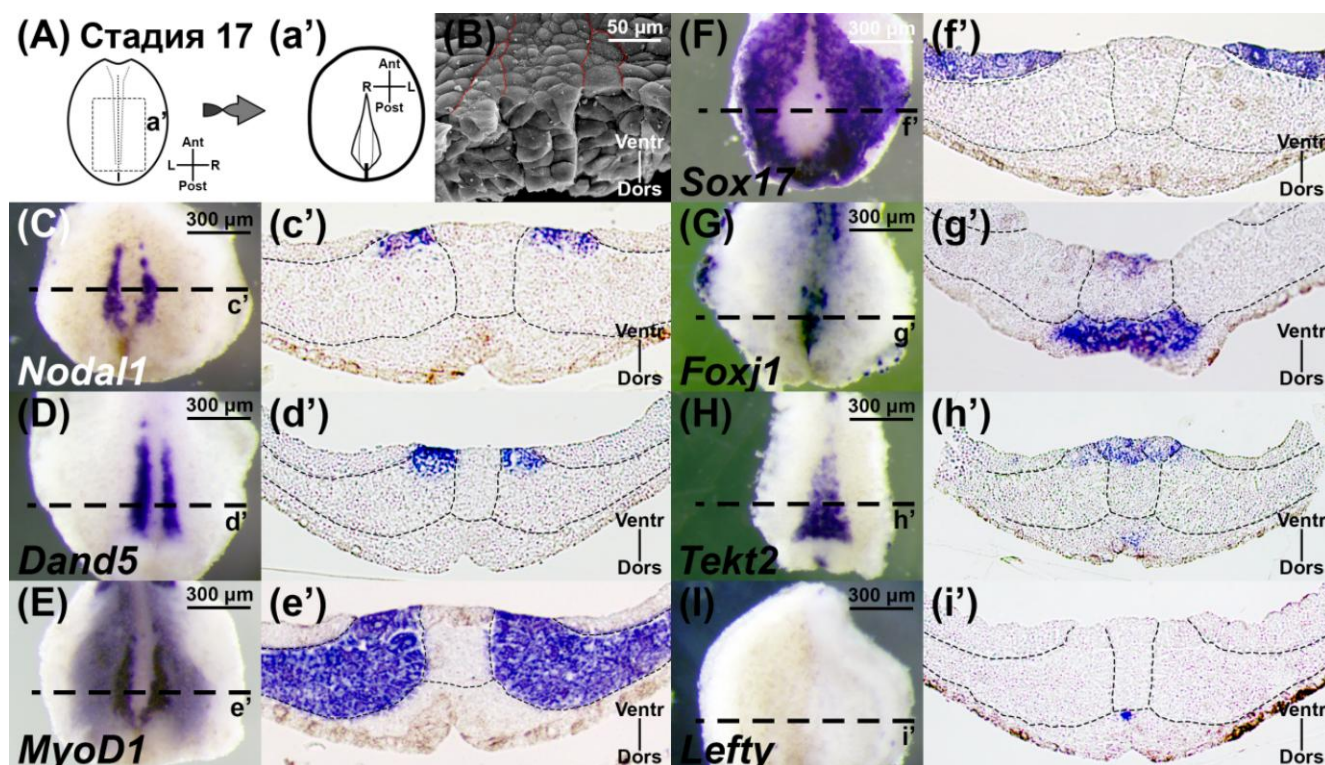 (A) Стадия 17
(a’)
a’
Ant
L R
Post
Ant
R L
Post
(B)
50 µm
Ventr
Dors
(C)
300 µm
c’
Nodal1
(c’)
Ventr
Dors
(D)
300 µm
d’
Dand5
(d’)
Ventr
Dors
(E)
300 µm
e’
MyoD1
(e’)
Ventr
Dors
(F)
300 µm
f’
Sox17
(f’)
Ventr
Dors
(G)
300 µm
g’
Foxj1
(g’)
Ventr
Dors
(H)
300 µm
h’
Tekt2
(h’)
Ventr
Dors
(I)
300 µm
i’
Lefty
(i’)
Ventr
Dors